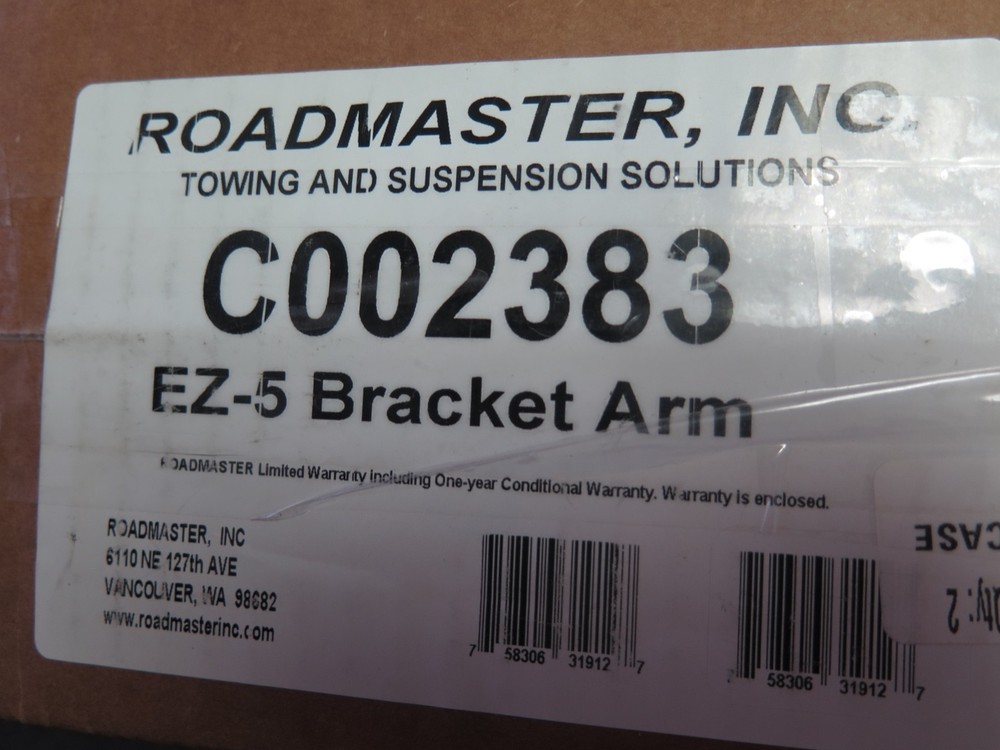 ROADMASTER, INC.
TOWING AND SUSPENSION SOLUTIONS
C002383
EZ-5 Bracket Arm
ROADMASTER Limited Warranty including One-year Conditional Warranty. Warranty is enclosed.
ROADMASTER, INC
6110 NE 127th AVE
VANCOUVER, WA 98682
www.roadmasterinc.com
7 58306 31912 7
7 58306 31912 7
CASE
Qty: 2